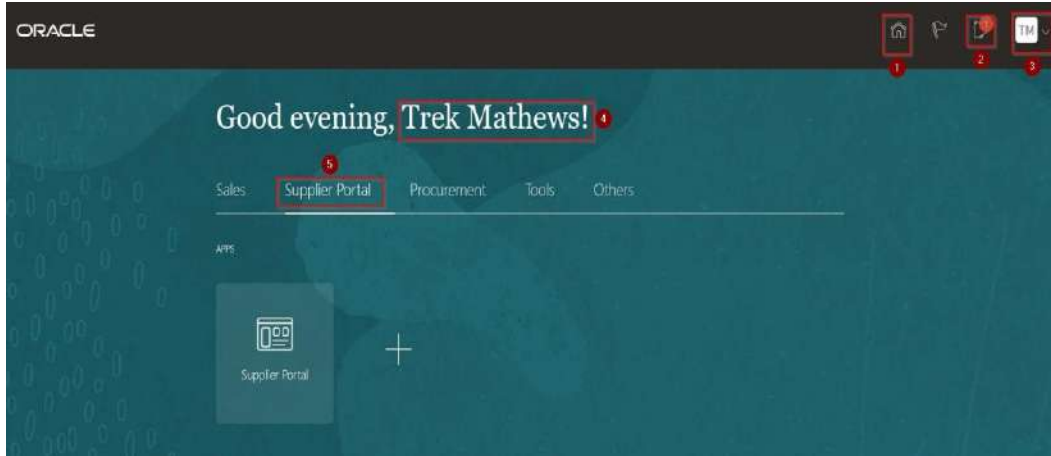 ORACLE
TM
1
2
3
Good evening, Trek Mathews! 4
5
Sales Supplier Portal Procurement Tools Others
APPS
Supplier Portal